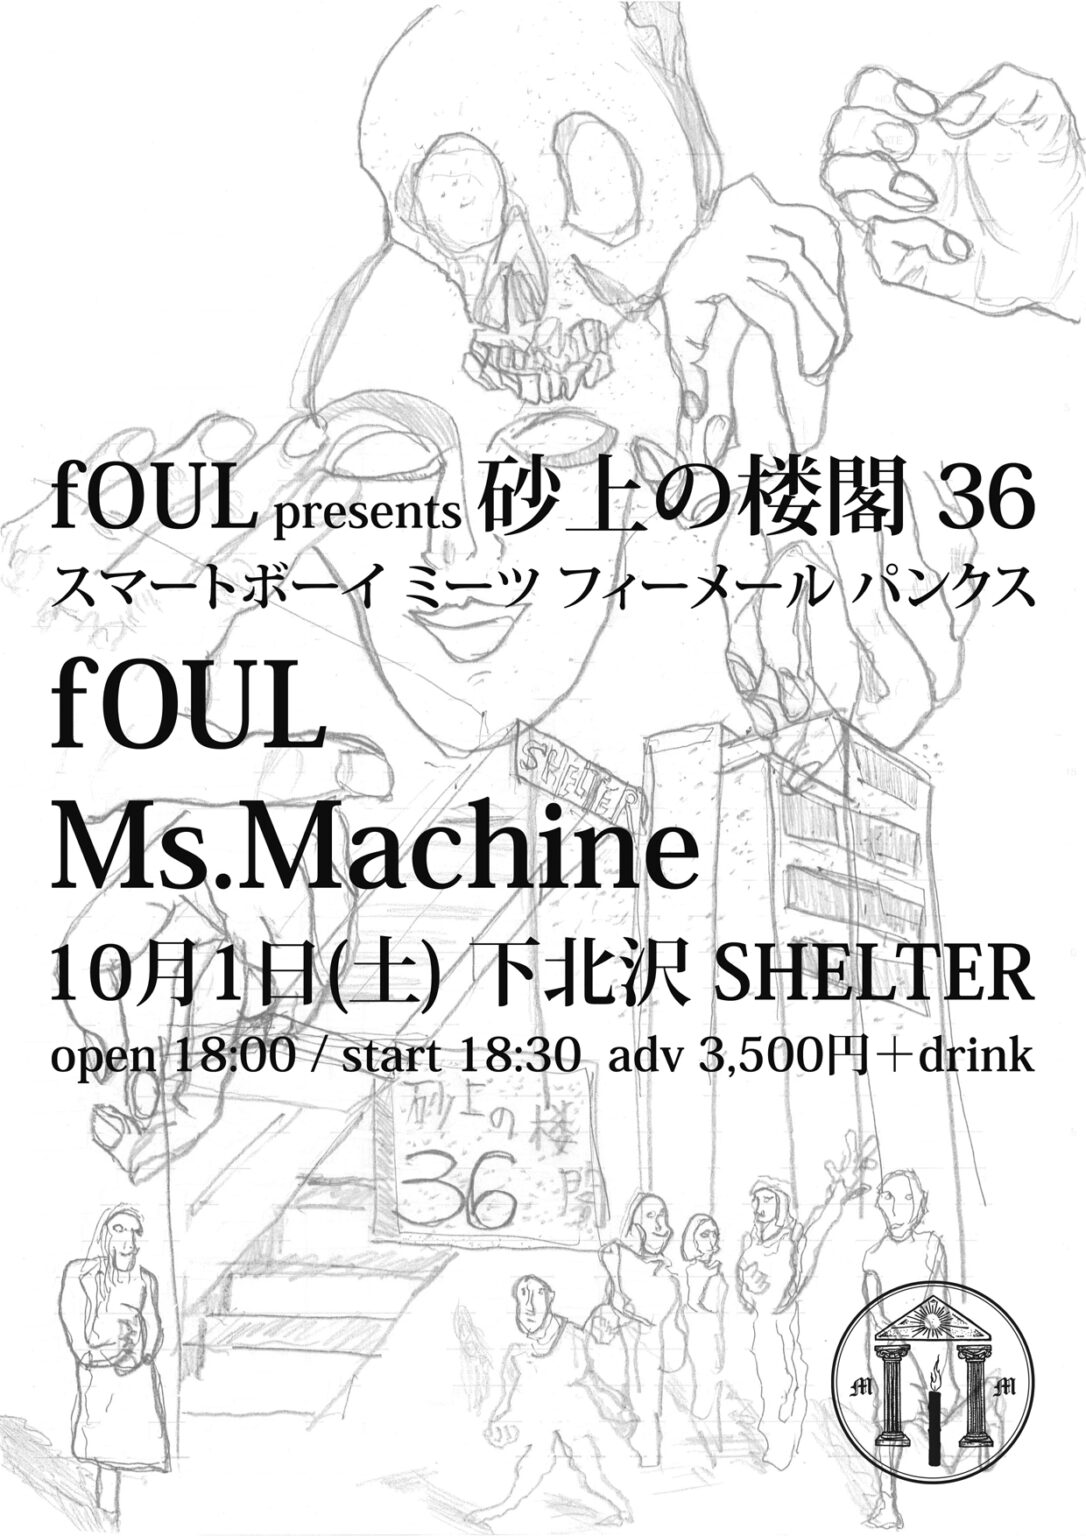 fOUL presents 砂上の楼閣 36
スマートボーイ ミーツ フィーメール パンクス
fOUL
SHELTER
Ms.Machine
10月1日(土) 下北沢 SHELTER
open 18:00 / start 18:30 adv 3,500円＋drink
砂上の楼閣
36
M M